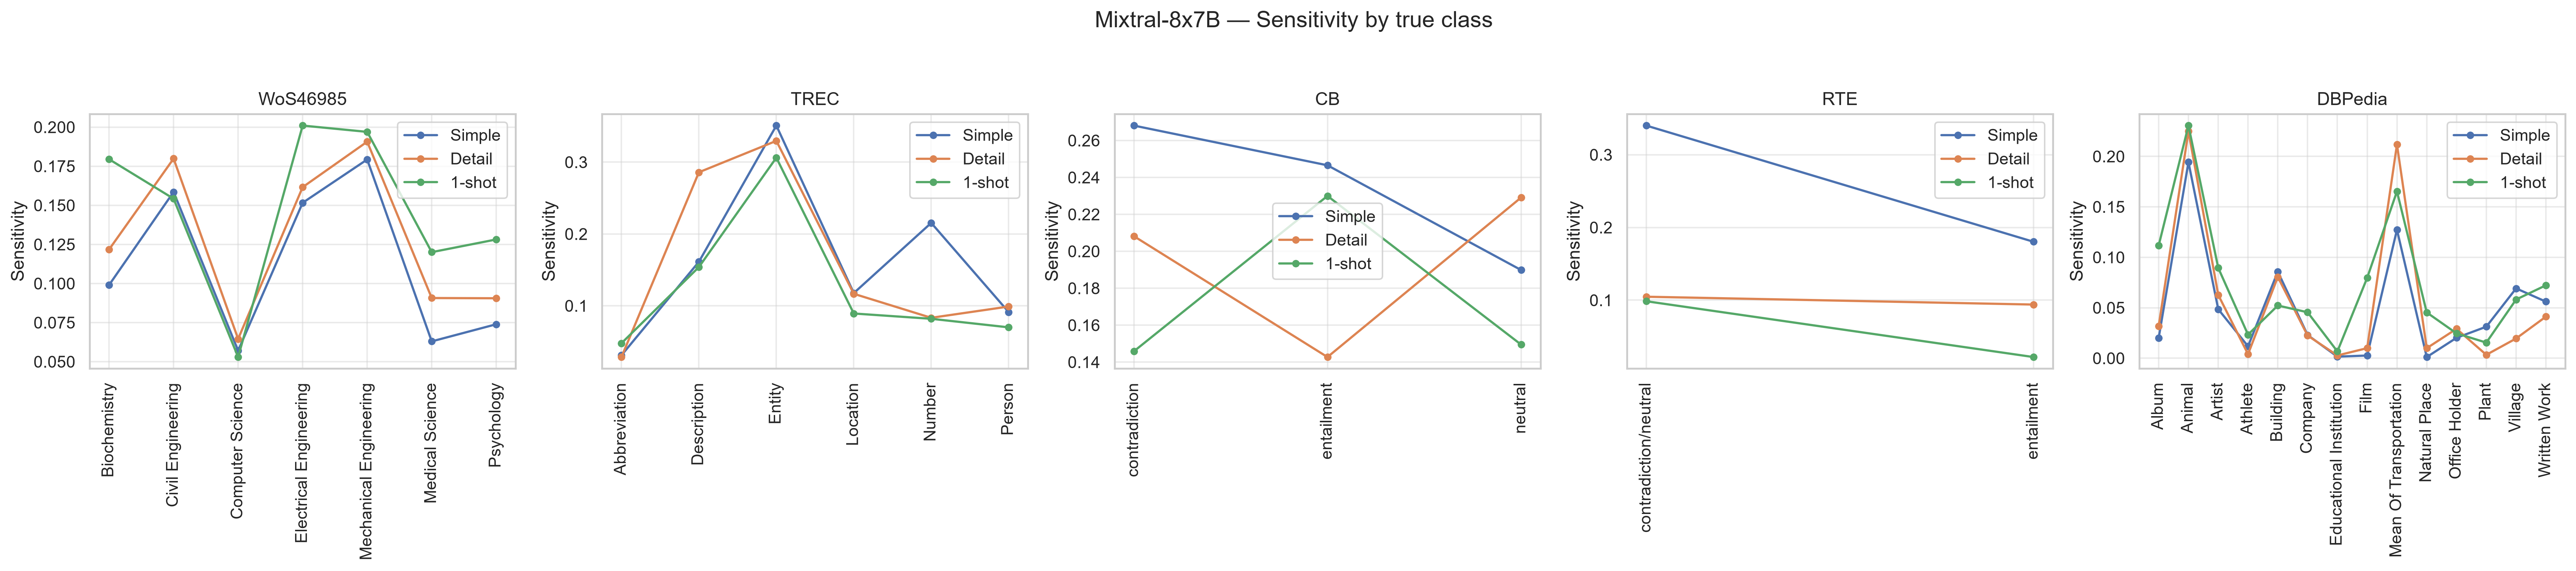 Mixtral-8x7B — Sensitivity by true class
WoS46985
Sensitivity
0.200
0.175
0.150
0.125
0.100
0.075
0.050
Simple
Detail
1-shot
Biochemistry
Civil Engineering
Computer Science
Electrical Engineering
Mechanical Engineering
Medical Science
Psychology
TREC
Sensitivity
0.3
0.2
0.1
Simple
Detail
1-shot
Abbreviation
Description
Entity
Location
Number
Person
CB
Sensitivity
0.26
0.24
0.22
0.20
0.18
0.16
0.14
Simple
Detail
1-shot
contradiction
entailment
neutral
RTE
Sensitivity
0.3
0.2
0.1
Simple
Detail
1-shot
contradiction/neutral
entailment
DBPedia
Sensitivity
0.20
0.15
0.10
0.05
0.00
Simple
Detail
1-shot
Album
Animal
Artist
Athlete
Building
Company
Educational Institution
Film
Mean Of Transportation
Natural Place
Office Holder
Plant
Village
Written Work